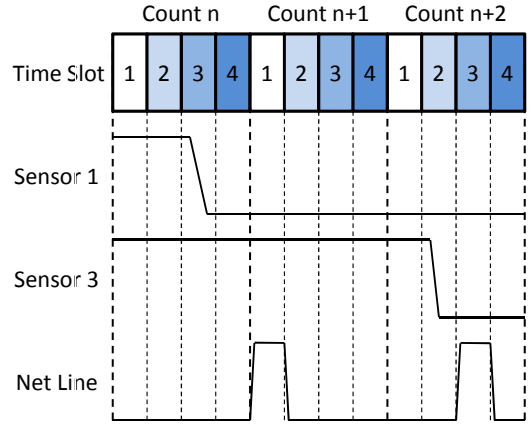 Count n Count n+1 Count n+2
Time Slot 1 2 3 4 1 2 3 4 1 2 3 4
Sensor 1
Sensor 3
Net Line